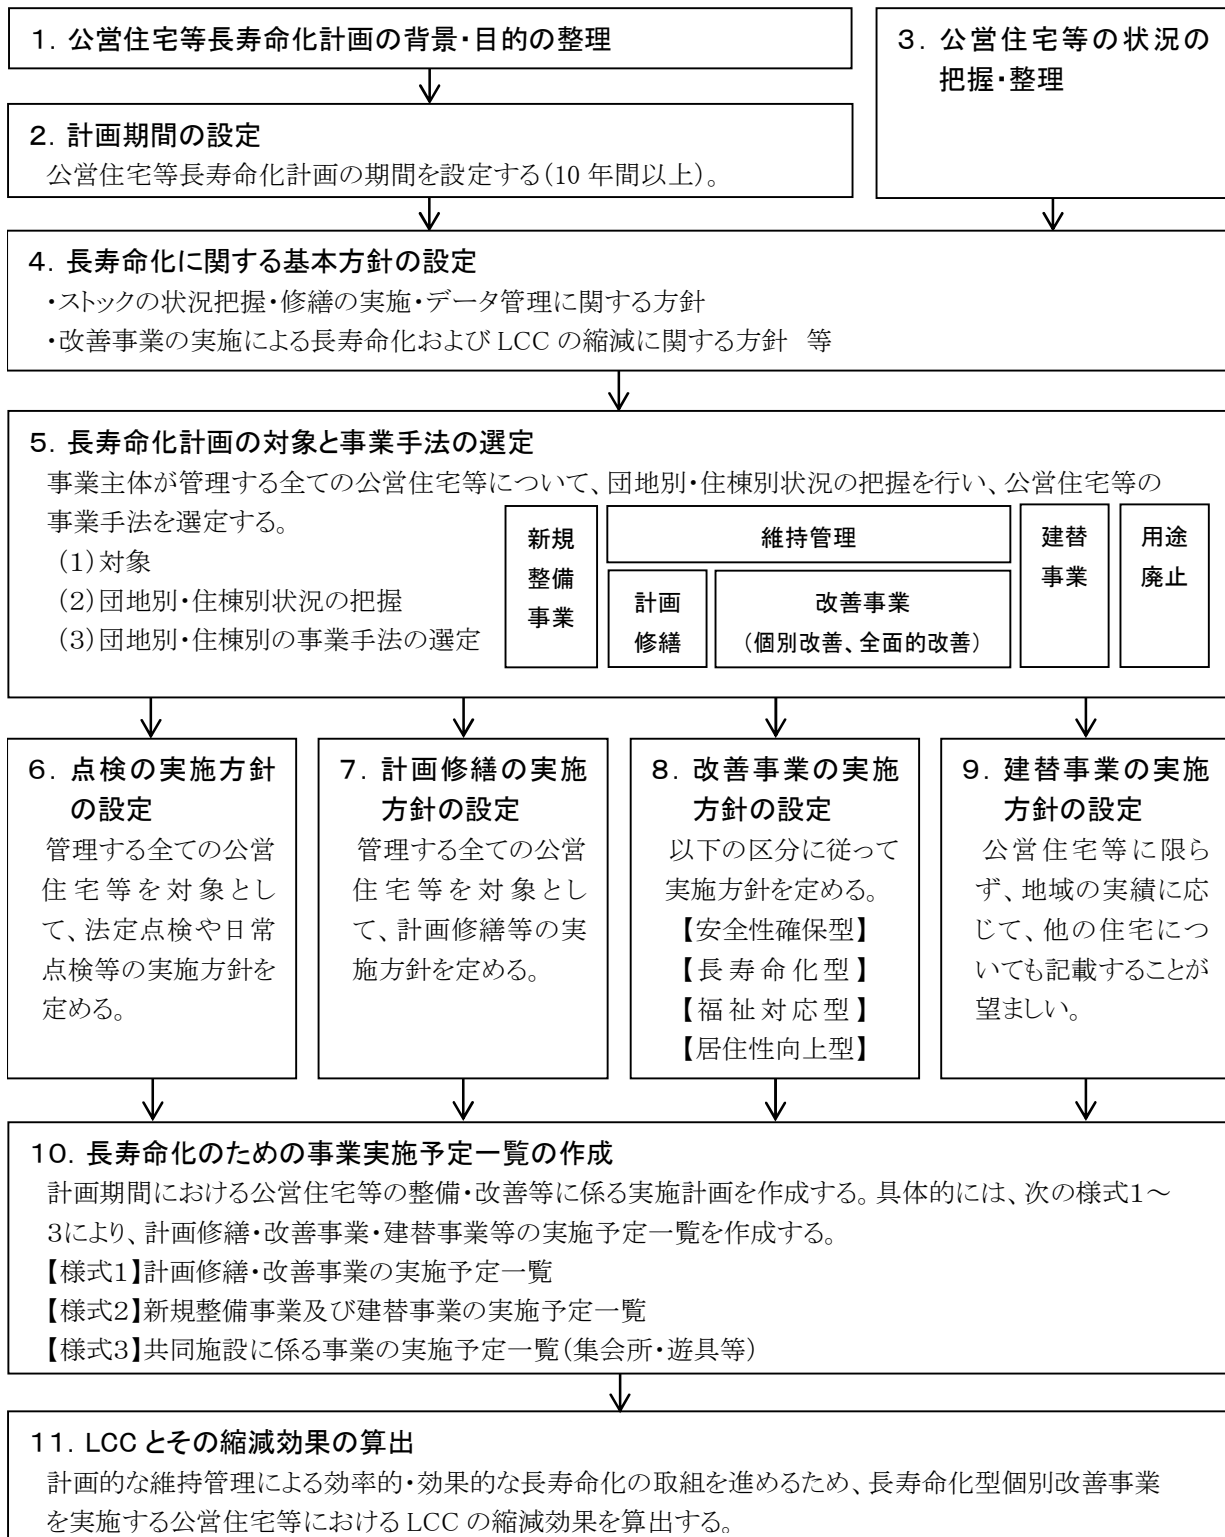 1．公営住宅等長寿命化計画の背景・目的の整理
3．公営住宅等の状況の
把握・整理
2．計画期間の設定
公営住宅等長寿命化計画の期間を設定する（10 年間以上）。
4．長寿命化に関する基本方針の設定
・ストックの状況把握・修繕の実施・データ管理に関する方針
・改善事業の実施による長寿命化および LCC の縮減に関する方針　等
5．長寿命化計画の対象と事業手法の選定
事業主体が管理する全ての公営住宅等について、団地別・住棟別状況の把握を行い、公営住宅等の
事業手法を選定する。
（1）対象
（2）団地別・住棟別状況の把握
（3）団地別・住棟別の事業手法の選定
新規
整備
事業
維持管理
計画
修繕
改善事業
（個別改善、全面的改善）
建替
事業
用途
廃止
6．点検の実施方針
の設定
管理する全ての公営
住宅等を対象とし
て、法定点検や日常
点検等の実施方針を
定める。
7．計画修繕の実施
方針の設定
管理する全ての公営
住宅等を対象とし
て、計画修繕等の実
施方針を定める。
8．改善事業の実施
方針の設定
以下の区分に従って
実施方針を定める。
【安全性確保型】
【長寿命化型】
【福祉対応型】
【居住性向上型】
9．建替事業の実施
方針の設定
公営住宅等に限ら
ず、地域の実績に応
じて、他の住宅につ
いても記載することが
望ましい。
10．長寿命化のための事業実施予定一覧の作成
計画期間における公営住宅等の整備・改善等に係る実施計画を作成する。具体的には、次の様式1～
3により、計画修繕・改善事業・建替事業等の実施予定一覧を作成する。
【様式1】計画修繕・改善事業の実施予定一覧
【様式2】新規整備事業及び建替事業の実施予定一覧
【様式3】共同施設に係る事業の実施予定一覧（集会所・遊具等）
11．LCC とその縮減効果の算出
計画的な維持管理による効率的・効果的な長寿命化の取組を進めるため、長寿命化型個別改善事業
を実施する公営住宅等における LCC の縮減効果を算出する。